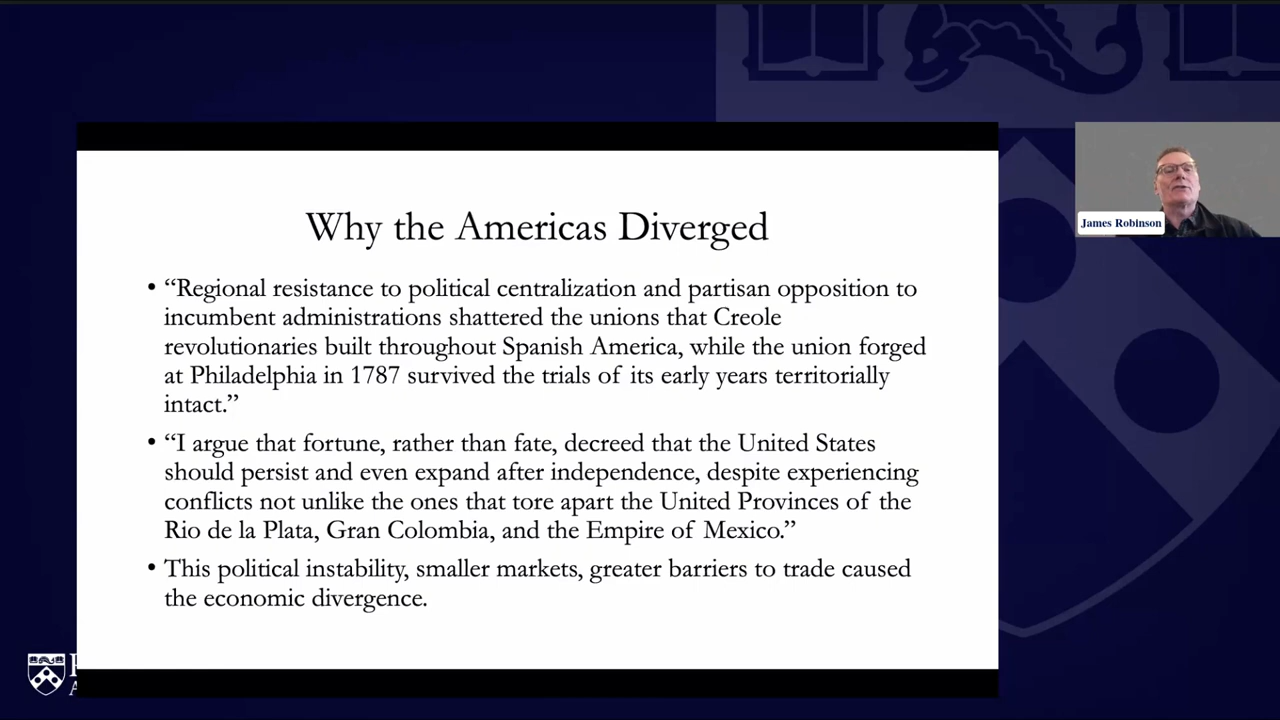 Why the Americas Diverged
• “Regional resistance to political centralization and partisan opposition to
incumbent administrations shattered the unions that Creole
revolutionaries built throughout Spanish America, while the union forged
at Philadelphia in 1787 survived the trials of its early years territorially
intact.”
• “I argue that fortune, rather than fate, decreed that the United States
should persist and even expand after independence, despite experiencing
conflicts not unlike the ones that tore apart the United Provinces of the
Rio de la Plata, Gran Colombia, and the Empire of Mexico.”
• This political instability, smaller markets, greater barriers to trade caused
the economic divergence.
James Robinson